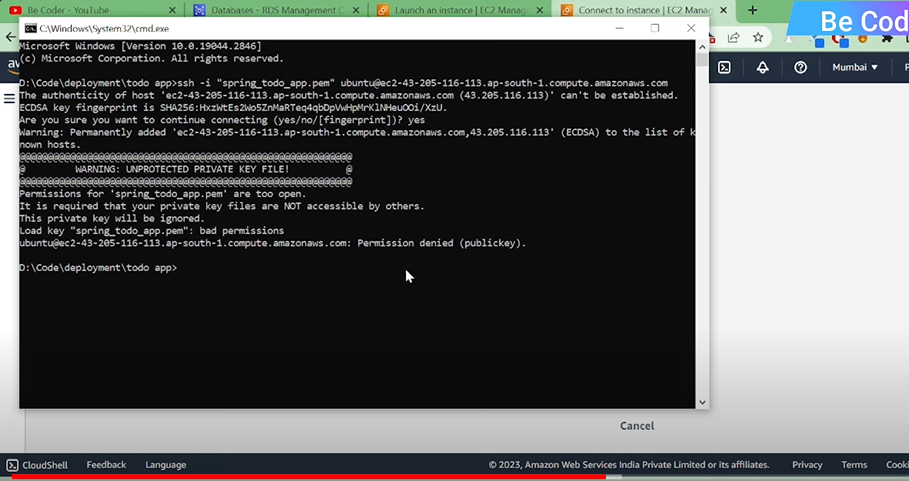 Be Coder - YouTube
Databases - RDS Management C
Launch an instance | EC2 Manag
Connect to instance | EC2 Manag
Be Cod
C:\Windows\System32\cmd.exe
Microsoft Windows [Version 10.0.19044.2846]
(c) Microsoft Corporation. All rights reserved.
D:\Code\deployment\todo app>ssh -i "spring_todo_app.pem" ubuntu@ec2-43-205-116-113.ap-south-1.compute.amazonaws.com
The authenticity of host 'ec2-43-205-116-113.ap-south-1.compute.amazonaws.com (43.205.116.113)' can't be established.
ECDSA key fingerprint is SHA256:HxzWtEs2Wo5ZnMaRTeq4qbDpVwHpMrKlNHeuOOi/XzU.
Are you sure you want to continue connecting (yes/no/[fingerprint])? yes
Warning: Permanently added 'ec2-43-205-116-113.ap-south-1.compute.amazonaws.com,43.205.116.113' (ECDSA) to the list of k
nown hosts.
@@@@@@@@@@@@@@@@@@@@@@@@@@@@@@@@@@@@@@@@@@@@@@@@@@@@@@@@@@@
@ WARNING: UNPROTECTED PRIVATE KEY FILE! @
@@@@@@@@@@@@@@@@@@@@@@@@@@@@@@@@@@@@@@@@@@@@@@@@@@@@@@@@@@@
Permissions for 'spring_todo_app.pem' are too open.
It is required that your private key files are NOT accessible by others.
This private key will be ignored.
Load key "spring_todo_app.pem": bad permissions
ubuntu@ec2-43-205-116-113.ap-south-1.compute.amazonaws.com: Permission denied (publickey).
D:\Code\deployment\todo app>
aw
Mumbai
Cancel
CloudShell
Feedback
Language
© 2023, Amazon Web Services India Private Limited or its affiliates.
Privacy
Terms
Cooki